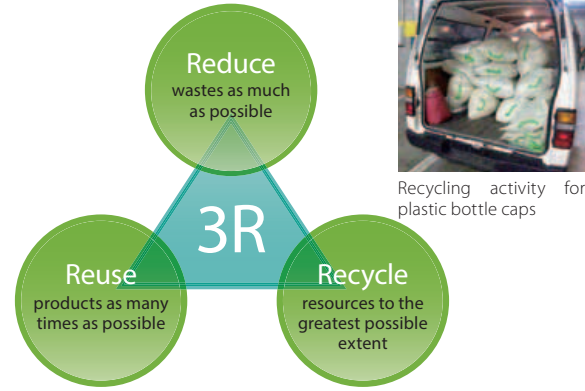 Reduce
wastes as much
as possible
3R
Reuse
products as many
times as possible
Recycle
resources to the
greatest possible
extent
Recycling activity for
plastic bottle caps